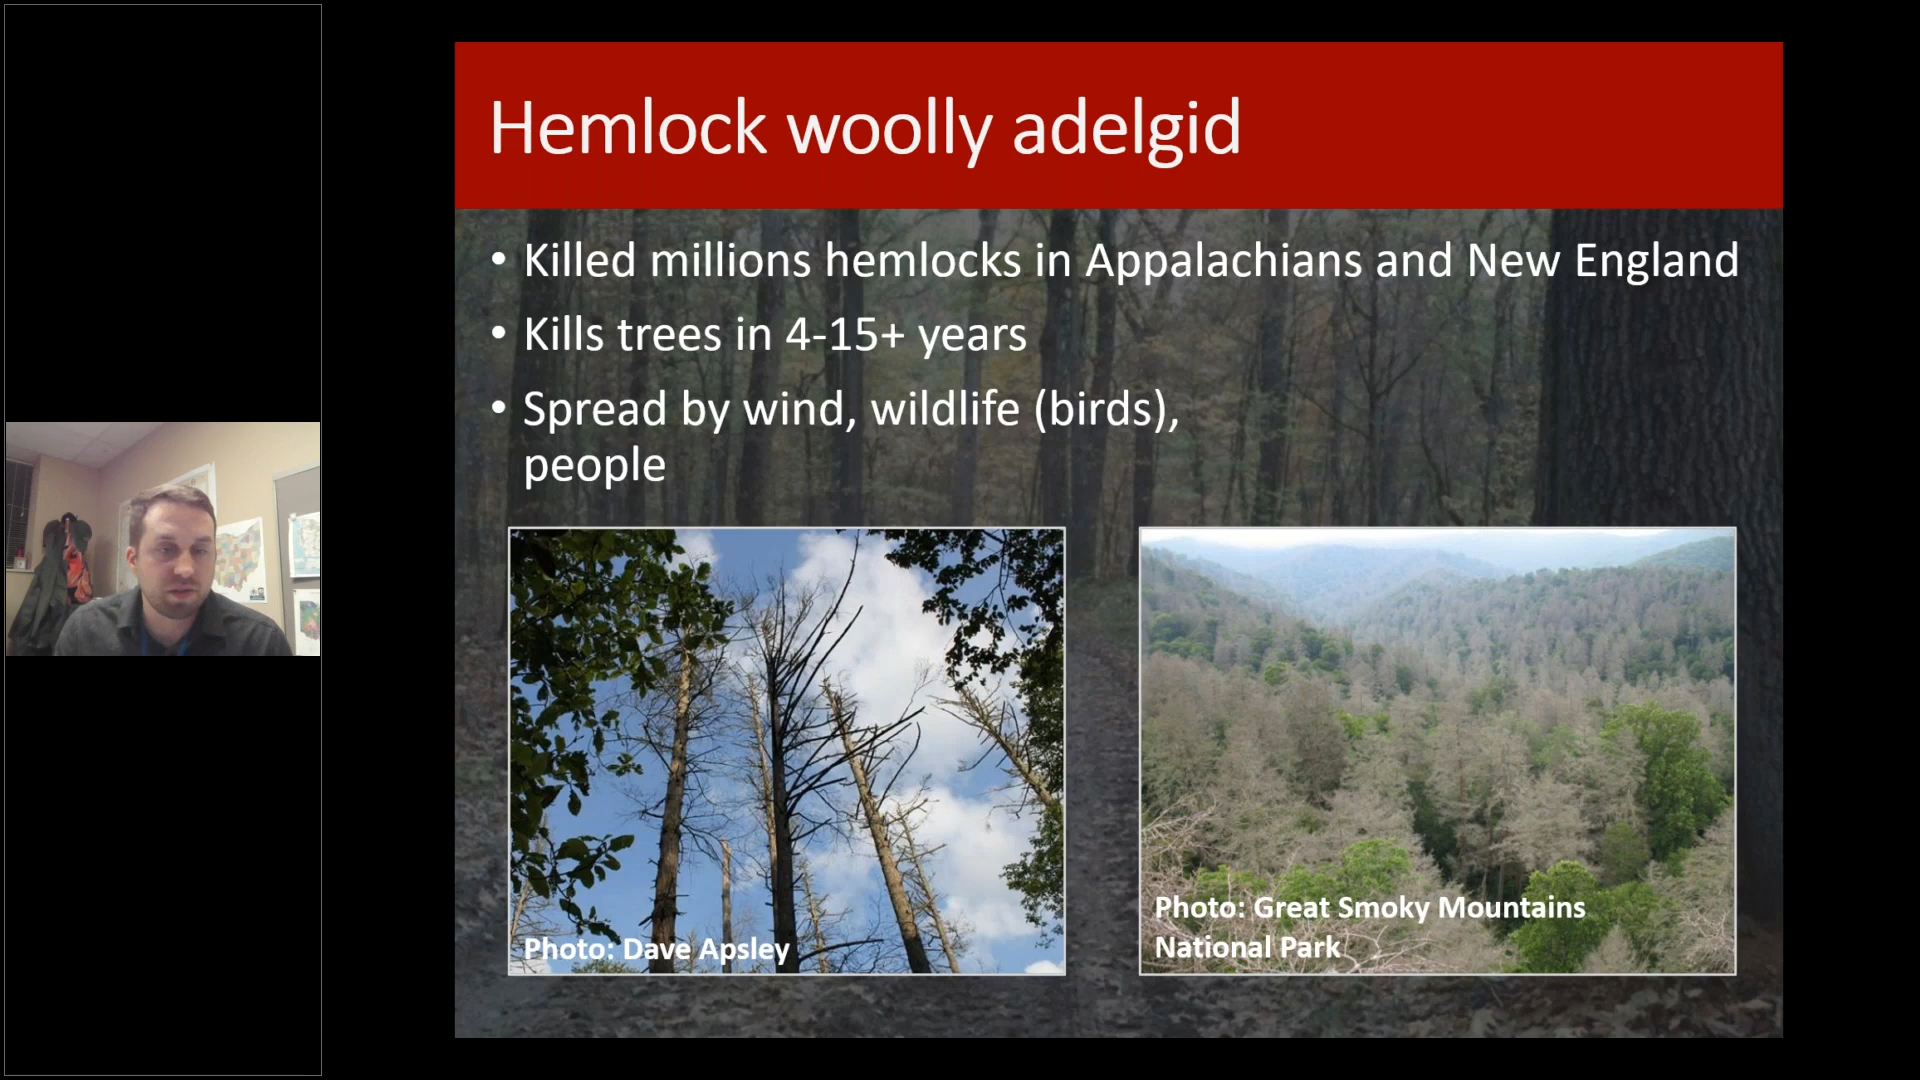 Hemlock woolly adelgid
• Killed millions hemlocks in Appalachians and New England
• Kills trees in 4-15+ years
• Spread by wind, wildlife (birds),
people
Photo: Dave Apsley
Photo: Great Smoky Mountains
National Park